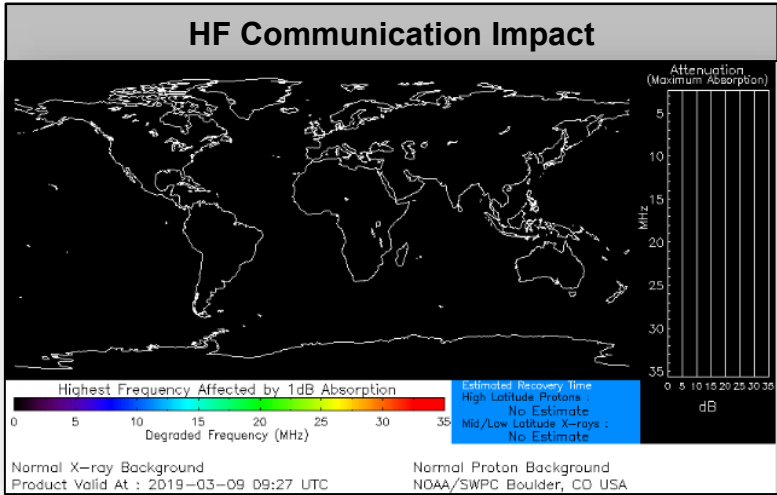 HF Communication Impact
Attenuation
(Maximum Absorption)
5
10
15
20
25
30
35
MHz
0 5 10 15 20 25 30 35
dB
Highest Frequency Affected by 1dB Absorption
0 5 10 15 20 25 30 35
Degraded Frequency (MHz)
Estimated Recovery Time
High Latitude Protons :
No Estimate
Mid/Low Latitude X-rays :
No Estimate
Normal X-ray Background
Product Valid At : 2019-03-09 09:27 UTC
Normal Proton Background
NOAA/SWPC Boulder, CO USA